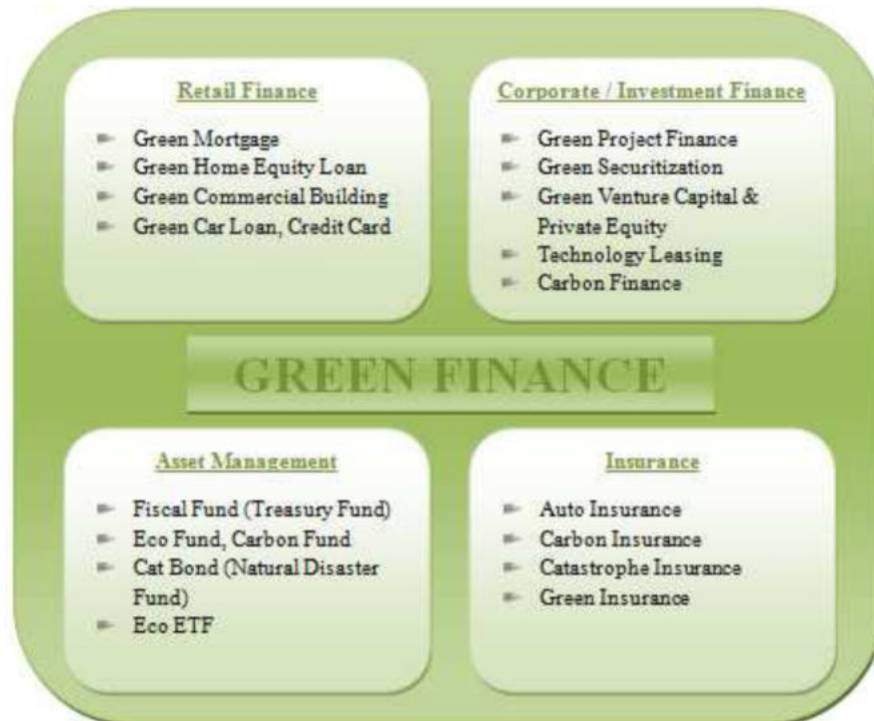 Retail Finance
Green Mortgage
Green Home Equity Loan
Green Commercial Building
Green Car Loan, Credit Card
Corporate / Investment Finance
Green Project Finance
Green Securitization
Green Venture Capital &
Private Equity
Technology Leasing
Carbon Finance
GREEN FINANCE
Asset Management
Fiscal Fund (Treasury Fund)
Eco Fund, Carbon Fund
Cat Bond (Natural Disaster
Fund)
Eco ETF
Insurance
Auto Insurance
Carbon Insurance
Catastrophe Insurance
Green Insurance